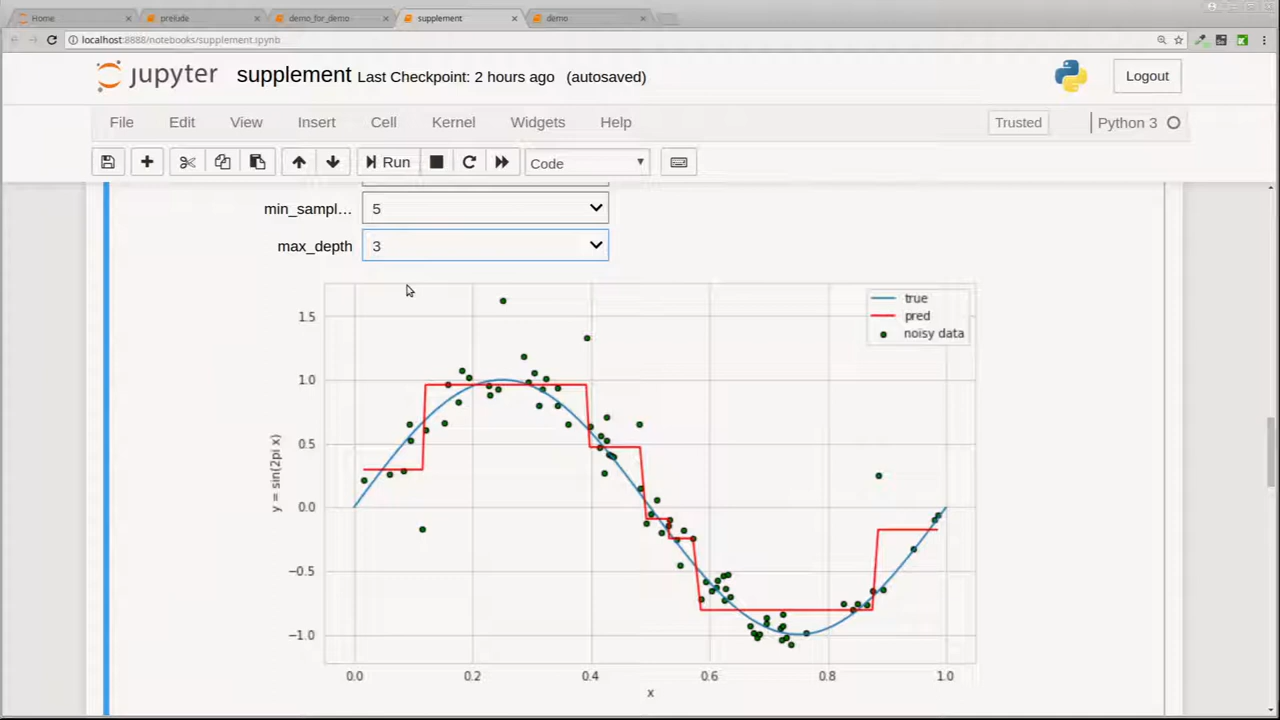 Home
prelude
demo_for_demo
supplement
demo
localhost:8888/notebooks/supplement.ipynb
jupyter supplement Last Checkpoint: 2 hours ago (autosaved)
Logout
File Edit View Insert Cell Kernel Widgets Help
Trusted
Python 3
Run
Code
min_sampl... 5
max_depth 3
true
pred
noisy data
1.5
1.0
0.5
0.0
−0.5
−1.0
y = sin(2pi x)
0.0 0.2 0.4 0.6 0.8 1.0
x